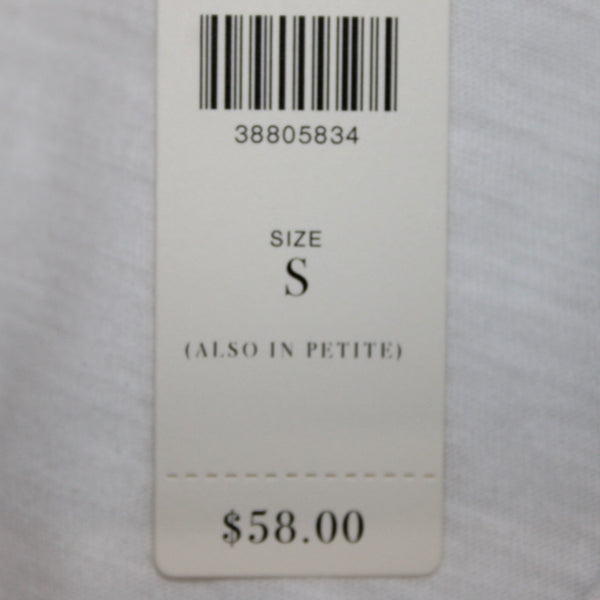 38805834
SIZE
S
(ALSO IN PETITE)
$58.00